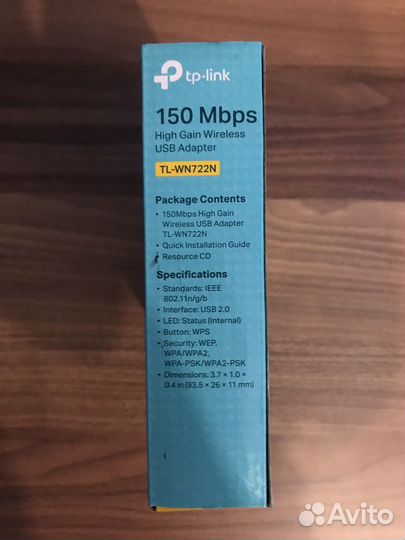 tp-link
150 Mbps
High Gain Wireless
USB Adapter
TL-WN722N
Package Contents
• 150Mbps High Gain
Wireless USB Adapter
TL-WN722N
• Quick Installation Guide
• Resource CD
Specifications
• Standards: IEEE
802.11n/g/b
• Interface: USB 2.0
• LED: Status (Internal)
• Button: WPS
• Security: WEP,
WPA/WPA2,
WPA-PSK/WPA2-PSK
• Dimensions: 3.7 × 1.0 ×
0.4 in (93.5 × 26 × 11 mm)
Avito